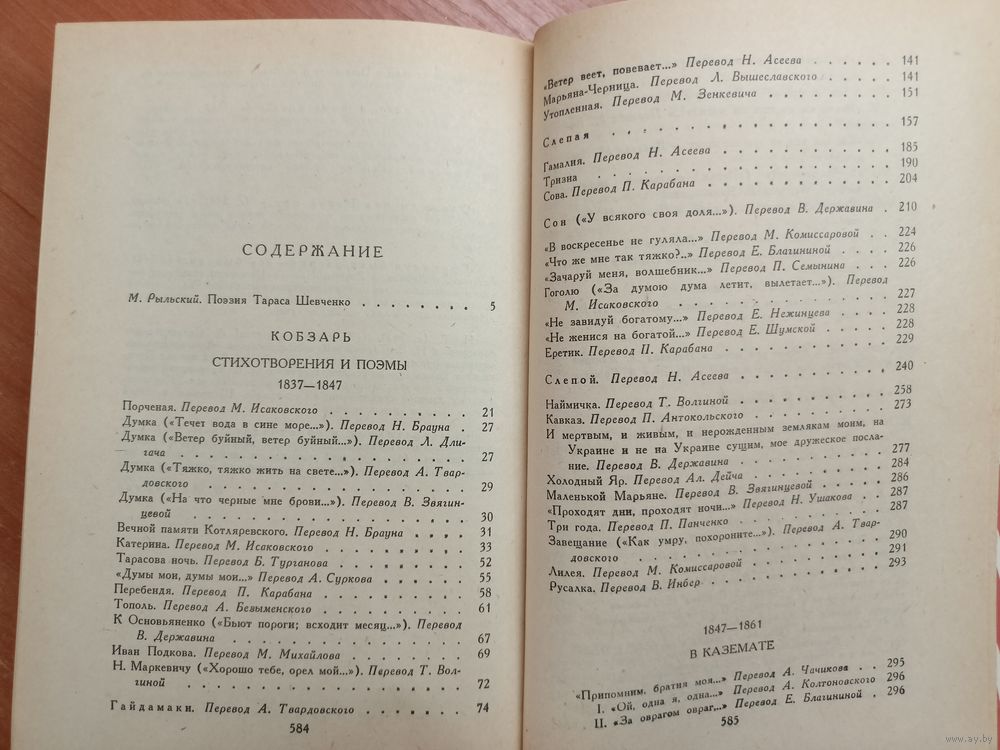 СОДЕРЖАНИЕ
М. Рыльский. Поэзия Тараса Шевченко . . . . . . . 5
КОБЗАРЬ
СТИХОТВОРЕНИЯ И ПОЭМЫ
1837—1847
Порченая. Перевод М. Исаковского . . . . . . . . . 21
Думка («Течет вода в сине море...»). Перевод Н. Брауна . 27
Думка («Ветер буйный, ветер буйный...»). Перевод Л. Длигача . . . . . . . . . . . . . . . . . . . 27
Думка («Тяжко, тяжко жить на свете...»). Перевод А. Твардовского . . . . . . . . . . . . . . . . . 29
Думка («На что черные мне брови...»). Перевод В. Звягинцевой . . . . . . . . . . . . . . . . . . 30
Вечной памяти Котляревского. Перевод Н. Брауна . . . . 31
Катерина. Перевод М. Исаковского . . . . . . . . . 33
Тарасова ночь. Перевод Б. Турганова . . . . . . . . 52
«Думы мои, думы мои...» Перевод А. Суркова . . . . . 55
Перебендя. Перевод П. Карабана . . . . . . . . . . 58
Тополь. Перевод А. Безыменского . . . . . . . . . . 61
К Основьяненко («Бьют пороги; всходит месяц...»). Перевод
В. Державина . . . . . . . . . . . . . . . . . 67
Иван Подкова. Перевод М. Михайлова . . . . . . . . 69
Н. Маркевичу («Хорошо тебе, орел мой...»). Перевод Т. Волгиной . . . . . . . . . . . . . . . . . . . 72
Гайдамаки. Перевод А. Твардовского . . . . . . . . 74
584
«Ветер веет, повевает...» Перевод Н. Асеева . . . . . . 141
Марьяна-Черница. Перевод Л. Вышеславского . . . . . 141
Утопленная. Перевод М. Зенкевича . . . . . . . . . 151
Слепая . . . . . . . . . . . . . . . . . . . . 157
Гамалия. Перевод Н. Асеева . . . . . . . . . . . 185
Тризна . . . . . . . . . . . . . . . . . . . . 190
Сова. Перевод П. Карабана . . . . . . . . . . . . 204
Сон («У всякого своя доля...»). Перевод В. Державина . 210
«В воскресенье не гуляла...» Перевод М. Комиссаровой . . 224
«Что же мне так тяжко?..» Перевод Е. Благининой . . . 226
«Зачаруй меня, волшебник...» Перевод П. Семынина . . . 226
Гоголю («За думою дума летит, вылетает...»). Перевод
М. Исаковского . . . . . . . . . . . . . . . . 227
«Не завидуй богатому...» Перевод Е. Нежинцева . . . . 228
«Не женися на богатой...» Перевод Е. Шумской . . . . 228
Еретик. Перевод П. Карабана . . . . . . . . . . . 229
Слепой. Перевод Н. Асеева . . . . . . . . . . . . 240
Наймичка. Перевод Т. Волгиной . . . . . . . . . . 258
Кавказ. Перевод П. Антокольского . . . . . . . . . 273
И мертвым, и живым, и нерожденным землякам моим, на
Украине и не на Украине сущим, мое дружеское послание. Перевод В. Державина . . . . . . . . . . . 277
Холодный Яр. Перевод Ал. Дейча . . . . . . . . . . 284
Маленькой Марьяне. Перевод В. Звягинцевой . . . . . 286
«Проходят дни, проходят ночи...» Перевод Н. Ушакова . . 287
Три года. Перевод П. Панченко . . . . . . . . . . 287
Завещание («Как умру, похороните...»). Перевод А. Твардовского . . . . . . . . . . . . . . . . . . 290
Лилея. Перевод М. Комиссаровой . . . . . . . . . . 291
Русалка. Перевод В. Инбер . . . . . . . . . . . . 293
1847—1861
В КАЗЕМАТЕ
«Припомним, братия моя...» Перевод А. Чачикова . . 295
I. «Ой, одна я, одна...» Перевод А. Колтоновского 296
II. «За оврагом овраг...» Перевод Е. Благининой . . 296
585
www.ay.by